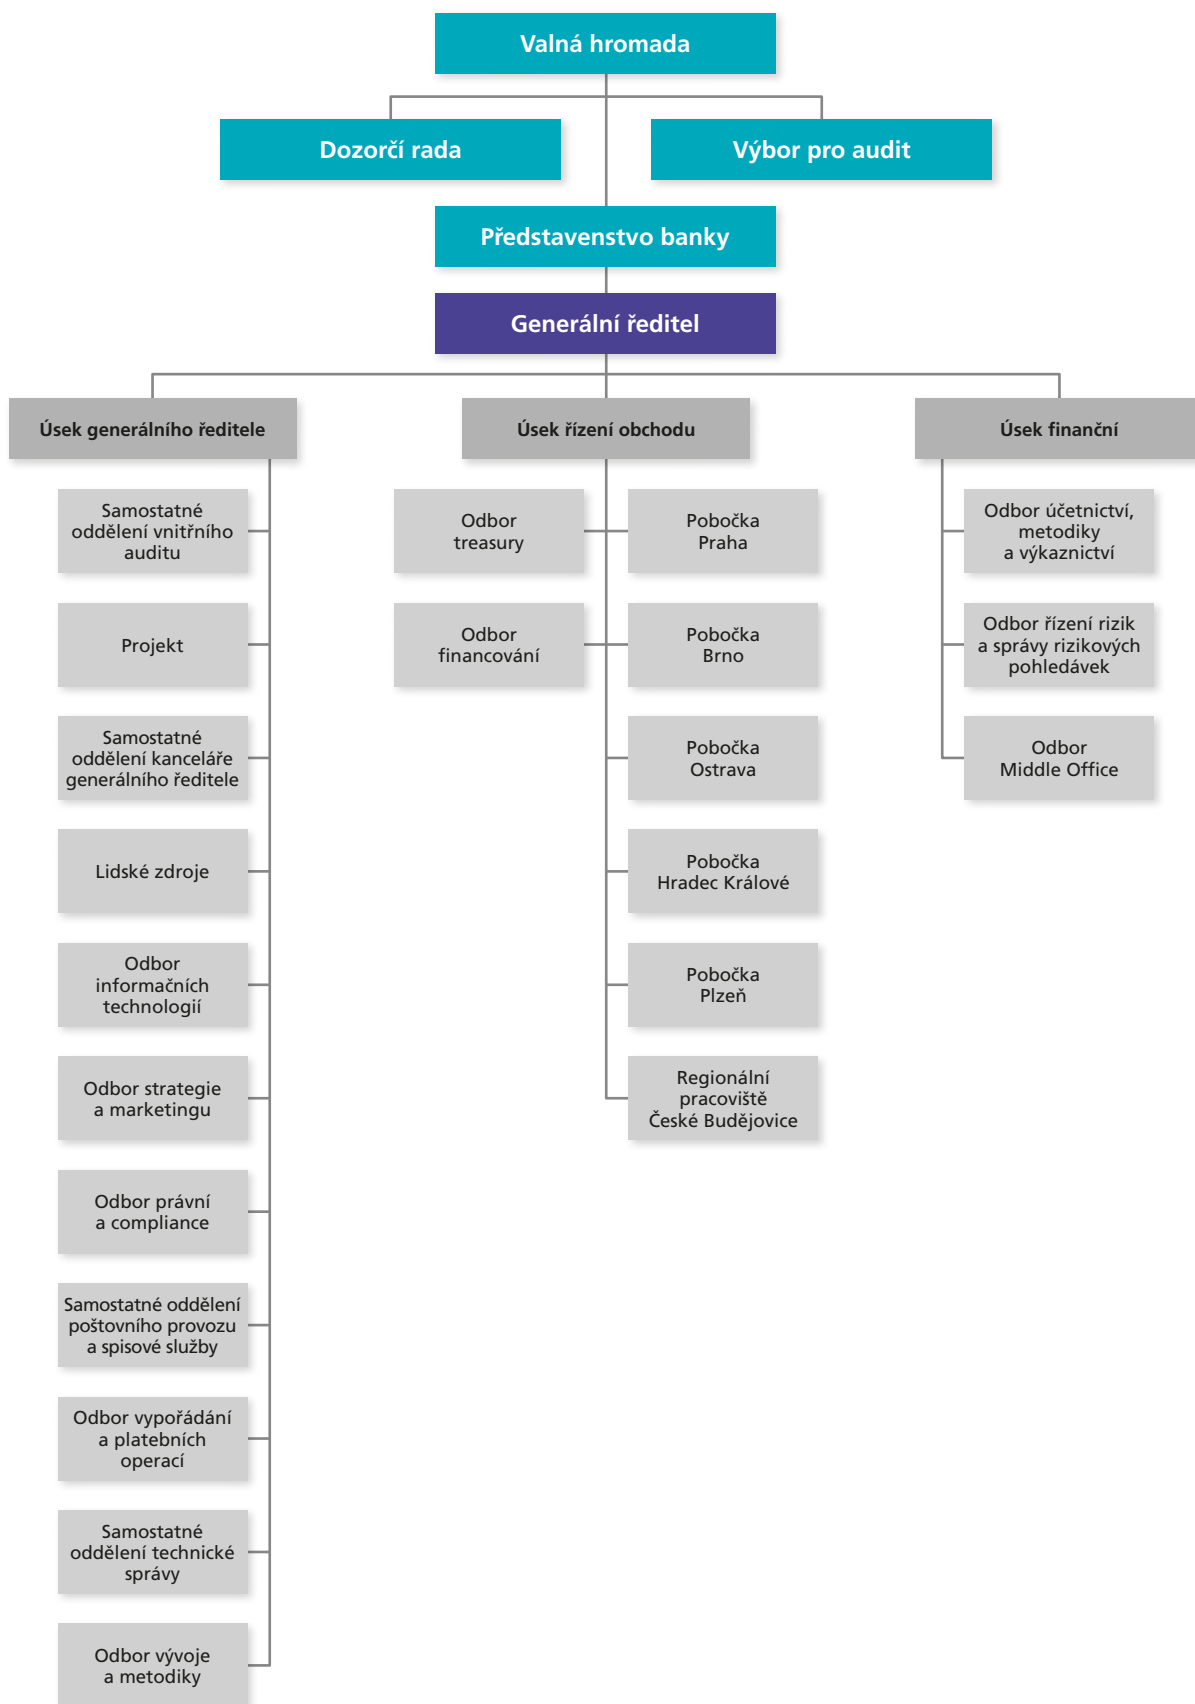 Valná hromada
Dozorčí rada
Výbor pro audit
Představenstvo banky
Generální ředitel
Úsek generálního ředitele
Úsek řízení obchodu
Úsek finanční
Samostatné
oddělení vnitřního
auditu
Projekt
Samostatné
oddělení kanceláře
generálního ředitele
Lidské zdroje
Odbor
informačních
technologií
Odbor strategie
a marketingu
Odbor právní
a compliance
Samostatné oddělení
poštovního provozu
a spisové služby
Odbor vypořádání
a platebních
operací
Samostatné
oddělení technické
správy
Odbor vývoje
a metodiky
Odbor
treasury
Odbor
financování
Pobočka
Praha
Pobočka
Brno
Pobočka
Ostrava
Pobočka
Hradec Králové
Pobočka
Plzeň
Regionální
pracoviště
České Budějovice
Odbor účetnictví,
metodiky
a výkaznictví
Odbor řízení rizik
a správy rizikových
pohledávek
Odbor
Middle Office